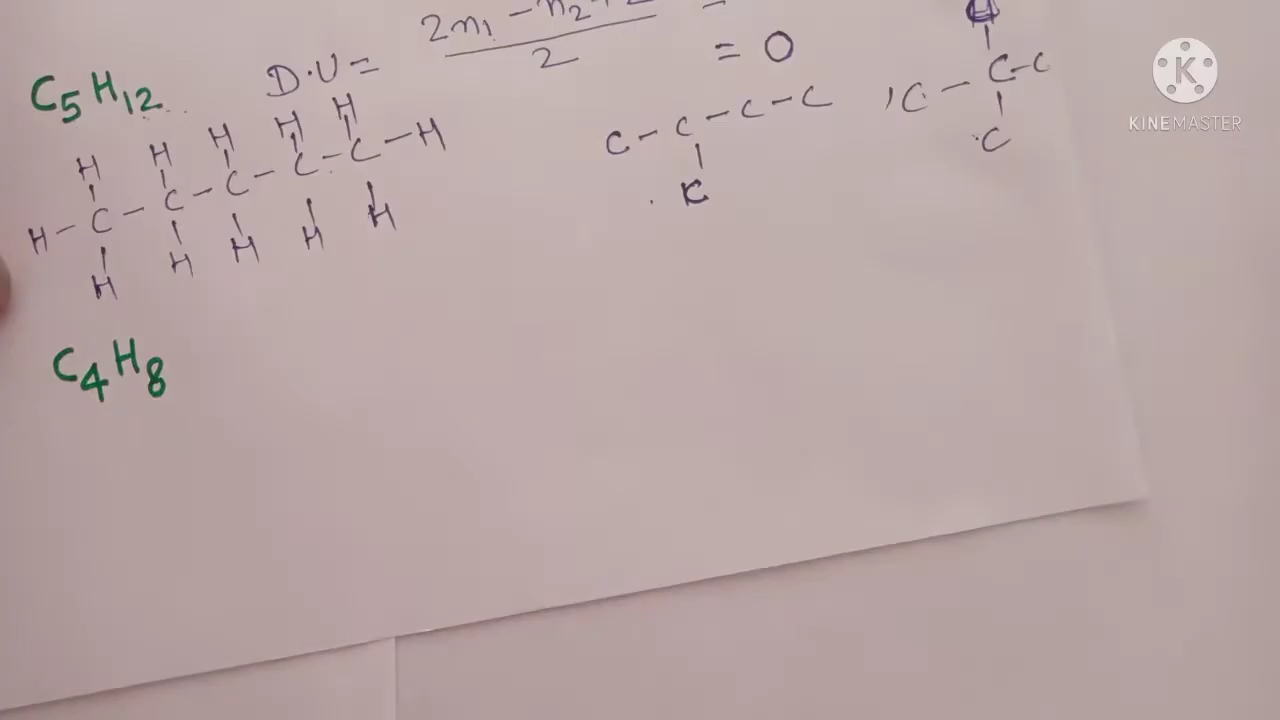 C5H12
D.U = 2n1 - n2+2 / 2 =
= 0
H H H H H
H - C - C - C - C - C - H
H H H H H
C - C - C - C
C
C - C - C
C
C4H8
K
KINEMASTER